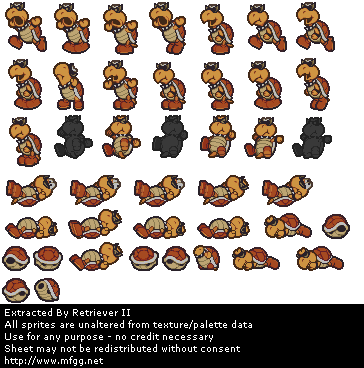 Extracted By Retriever II
All sprites are unaltered from texture/palette data
Use for any purpose - no credit necessary
Sheet may not be redistributed without consent
http://www.mfgg.net